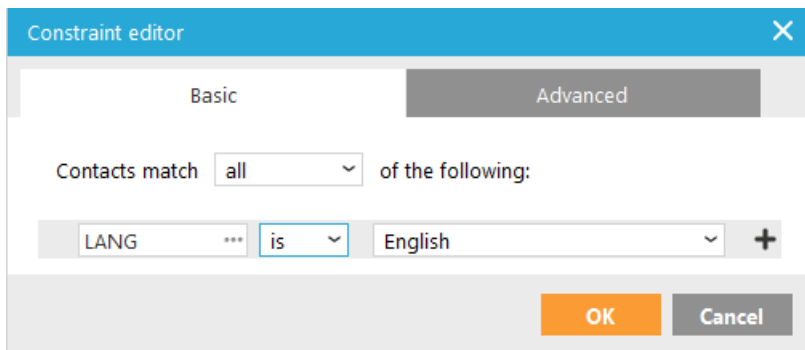 Constraint editor
Basic Advanced
Contacts match all of the following:
LANG ... is English
OK Cancel